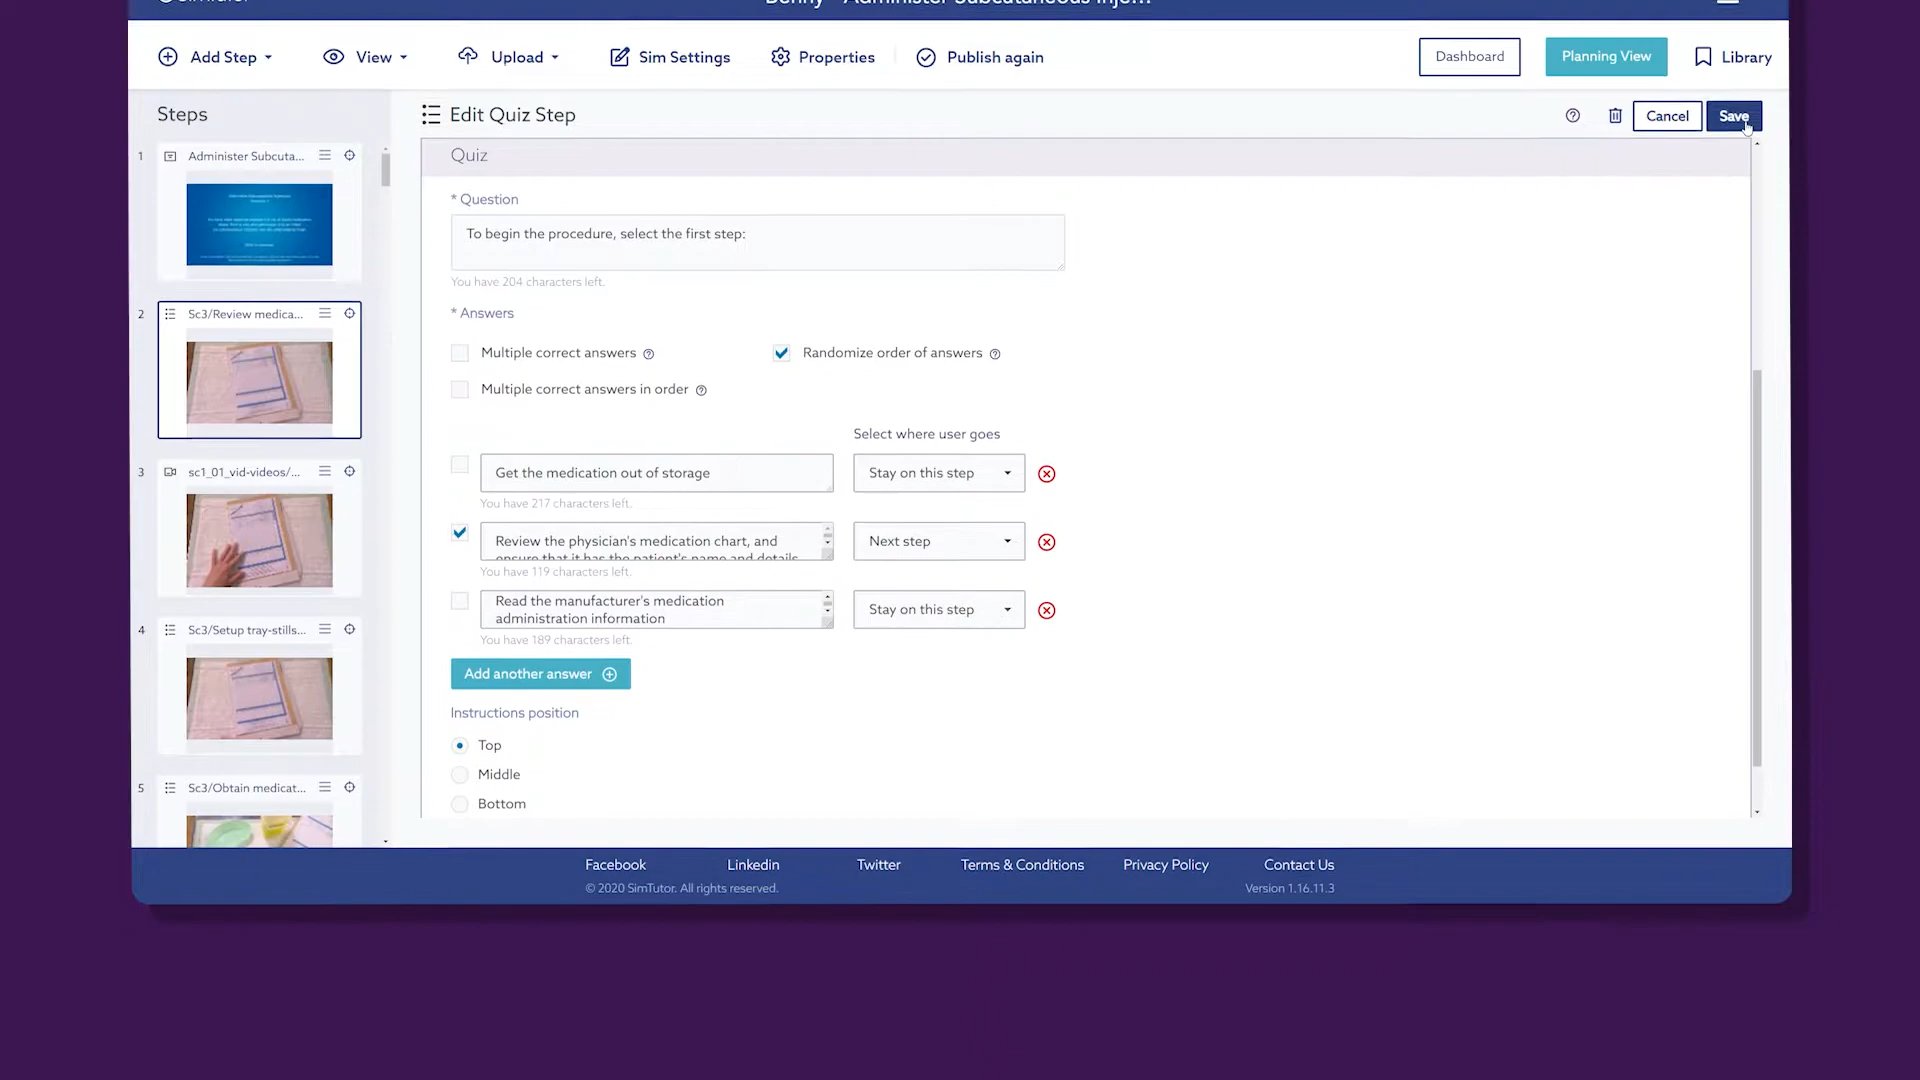 Add Step
View
Upload
Sim Settings
Properties
Publish again
Dashboard
Planning View
Library
Steps
Edit Quiz Step
Cancel
Save
1
Administer Subcuta...
2
Sc3/Review medica...
3
sc1_01_vid-videos/...
4
Sc3/Setup tray-stills...
5
Sc3/Obtain medicat...
Quiz
* Question
To begin the procedure, select the first step:
You have 204 characters left.
* Answers
Multiple correct answers
Randomize order of answers
Multiple correct answers in order
Select where user goes
Get the medication out of storage
Stay on this step
You have 217 characters left.
Review the physician's medication chart, and
ensure that it has the patient's name and details
Next step
You have 119 characters left.
Read the manufacturer's medication
administration information
Stay on this step
You have 189 characters left.
Add another answer
Instructions position
Top
Middle
Bottom
Facebook
Linkedin
Twitter
Terms & Conditions
Privacy Policy
Contact Us
© 2020 SimTutor. All rights reserved.
Version 1.16.11.3